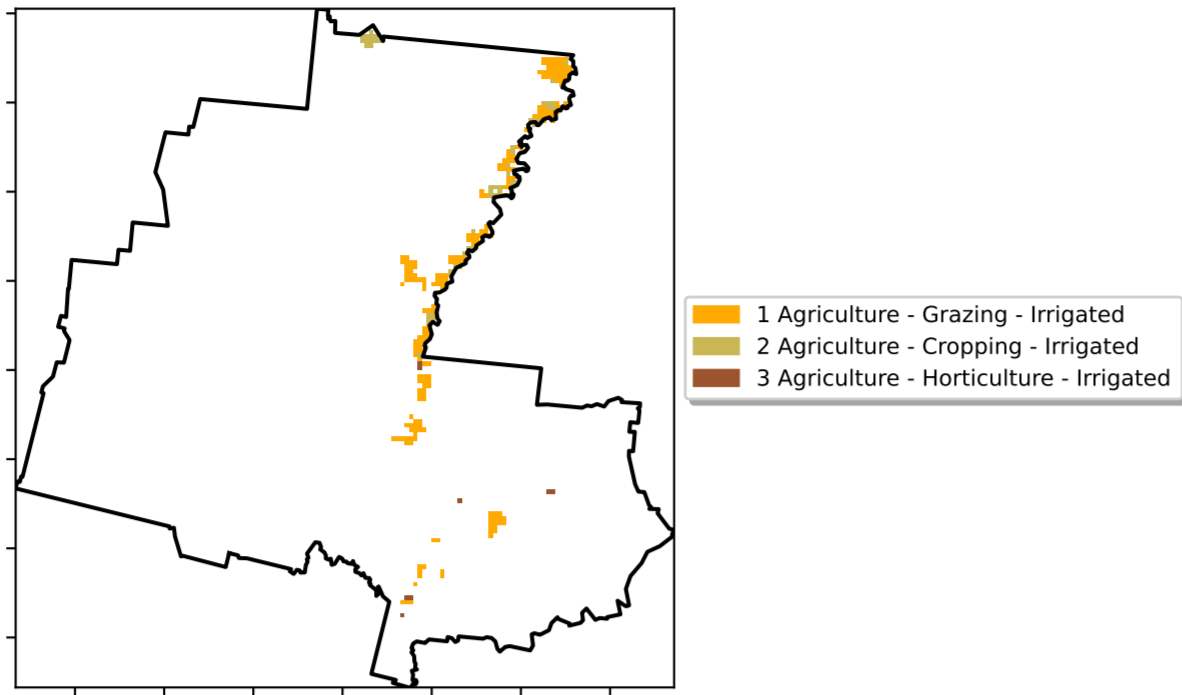 1 Agriculture - Grazing - Irrigated
2 Agriculture - Cropping - Irrigated
3 Agriculture - Horticulture - Irrigated